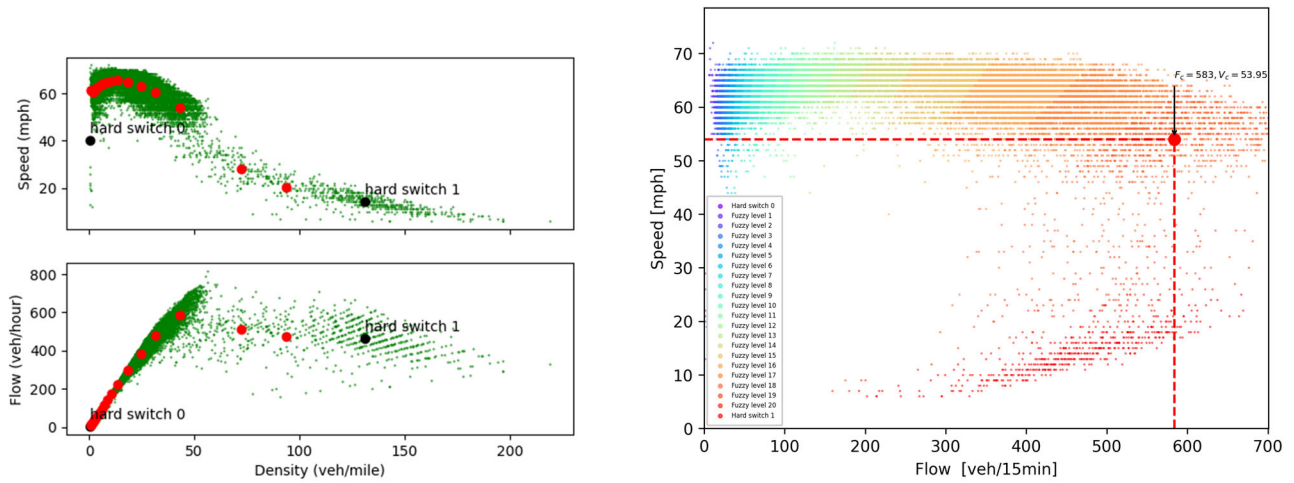 60
40
20
Speed (mph)
hard switch 0
hard switch 1
800
600
400
200
0
Flow (veh/hour)
hard switch 1
hard switch 0
0
50
100
150
200
Density (veh/mile)
70
60
50
40
30
20
10
0
Speed [mph]
F_c = 583, V_c = 53.95
Hard switch 0
Fuzzy level 1
Fuzzy level 2
Fuzzy level 3
Fuzzy level 4
Fuzzy level 5
Fuzzy level 6
Fuzzy level 7
Fuzzy level 8
Fuzzy level 9
Fuzzy level 10
Fuzzy level 11
Fuzzy level 12
Fuzzy level 13
Fuzzy level 14
Fuzzy level 15
Fuzzy level 16
Fuzzy level 17
Fuzzy level 18
Fuzzy level 19
Fuzzy level 20
Hard switch 1
0
100
200
300
400
500
600
700
Flow [veh/15min]